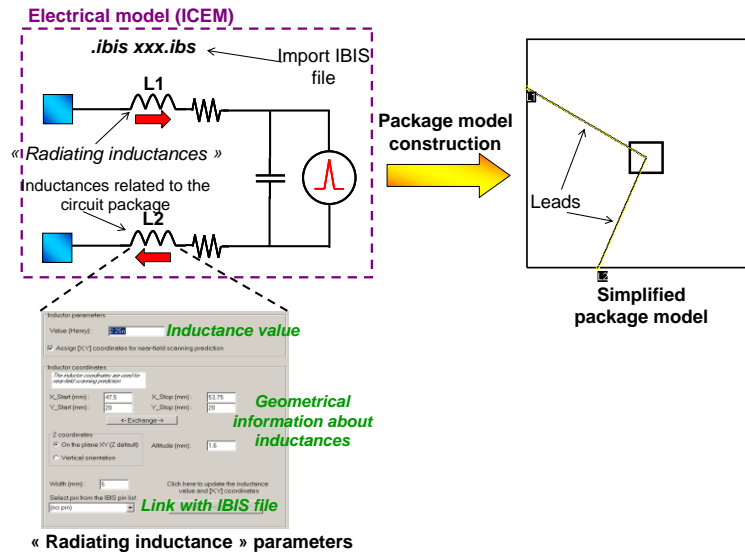 Electrical model (ICEM)
.ibis xxx.ibs
Import IBIS
file
L1
« Radiating inductances »
Inductances related to the
circuit package
L2
Package model
construction
L1
Leads
L2
Simplified
package model
Inductor parameters
Value (Henry) :
Inductance value
Assign [X,Y] coordinates for near-field scanning prediction
Inductor coordinates
The inductor coordinates are used for
near-field scanning prediction
X_Start (mm) : 47.5 X_Stop (mm) : 53.75
Y_Start (mm) : 20 Y_Stop (mm) : 20
<- Exchange ->
Geometrical
information about
inductances
Z coordinates
On the plane XY (Z default)
Vertical orientation
Altitude (mm): 1.6
Width (mm) : 5
Click here to update the inductance
value and [X,Y] coordinates
Select pin from the IBIS pin list
(no pin)
Link with IBIS file
« Radiating inductance » parameters